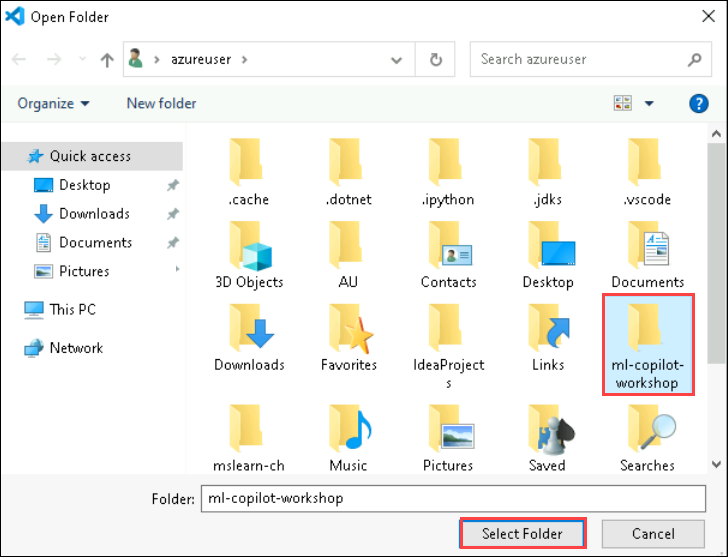 Open Folder
azureuser
Search azureuser
Organize
New folder
?
Quick access
Desktop
Downloads
Documents
Pictures
This PC
Network
.cache
.dotnet
.ipython
.jdks
.vscode
3D Objects
AU
Contacts
Desktop
Documents
Downloads
Favorites
IdeaProject
s
Links
ml-copilot-
workshop
mslearn-ch
Music
Pictures
Saved
Searches
Folder:
ml-copilot-workshop
Select Folder
Cancel